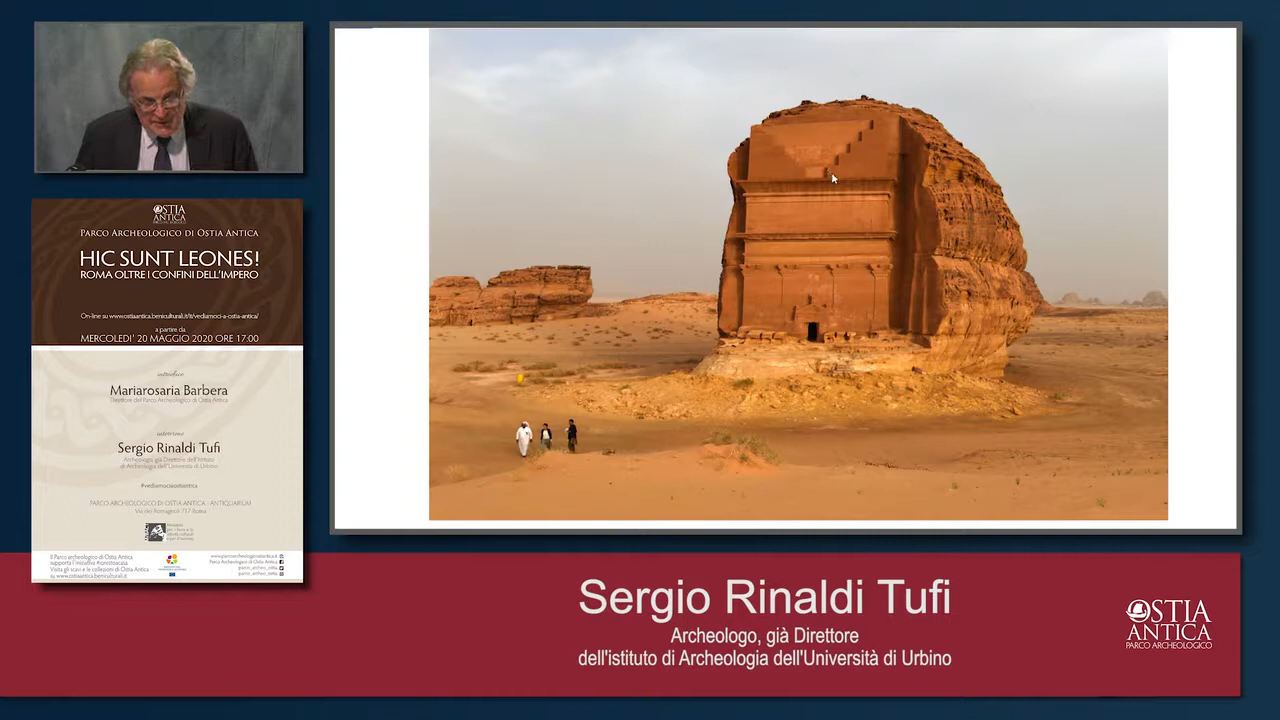 OSTIA
ANTICA
PARCO ARCHEOLOGICO DI OSTIA ANTICA
HIC SUNT LEONES!
ROMA OLTRE I CONFINI DELL'IMPERO
On-line su www.ostiaantica.beniculturali.it/it/vediamoci-a-ostia-antica/
a partire da
MERCOLEDI' 20 MAGGIO 2020 ORE 17:00
introduce
Mariarosaria Barbera
Direttore del Parco Archeologico di Ostia Antica
interviene
Sergio Rinaldi Tufi
Archeologo, già Direttore dell'Istituto
di Archeologia dell'Università di Urbino
#vediamociaostiantica
PARCO ARCHEOLOGICO DI OSTIA ANTICA - ANTIQUARIUM
Via dei Romagnoli 717 Roma
Il Parco archeologico di Ostia Antica
supporta l'iniziativa #iorestoacasa
Visita gli scavi e le collezioni di Ostia Antica
su www.ostiaantica.beniculturali.it
www.parcoarcheologicostiantica.it
Parco Archeologico di Ostia Antica
parco_archeo_ostia
parco_archeo_ostia
Sergio Rinaldi Tufi
Archeologo, già Direttore
dell'istituto di Archeologia dell'Università di Urbino
OSTIA
ANTICA
PARCO ARCHEOLOGICO